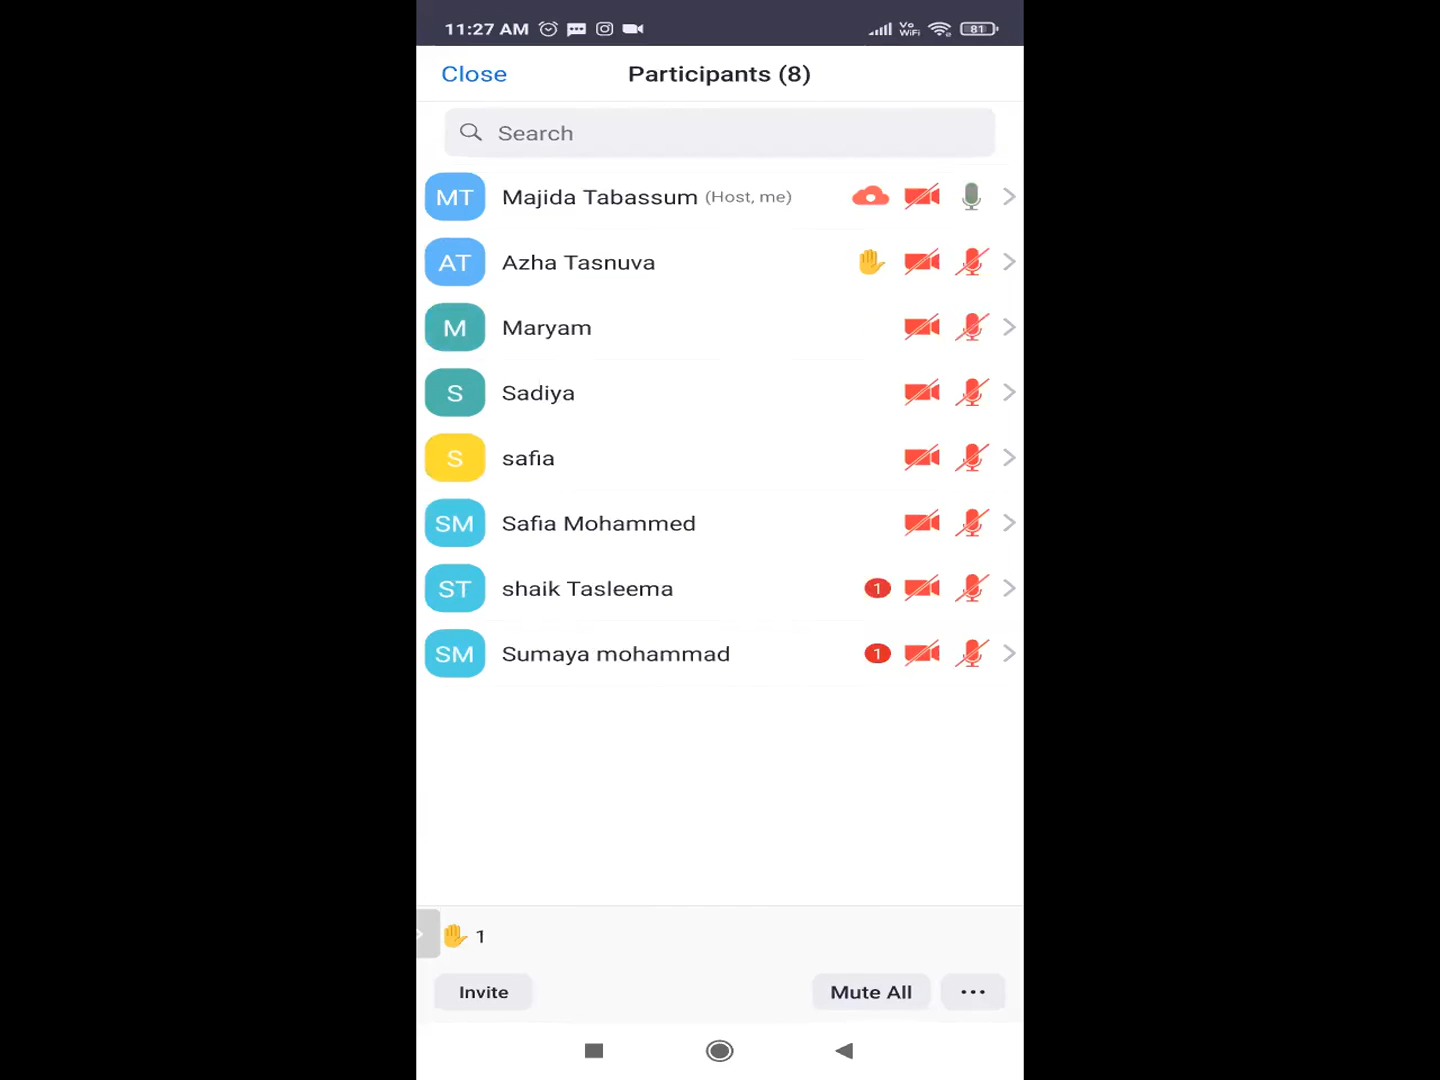 11:27 AM Vo WiFi 81
Close Participants (8)
Search
MT Majida Tabassum (Host, me)
AT Azha Tasnuva
M Maryam
S Sadiya
S safia
SM Safia Mohammed
ST shaik Tasleema 1
SM Sumaya mohammad 1
1
Invite Mute All ...